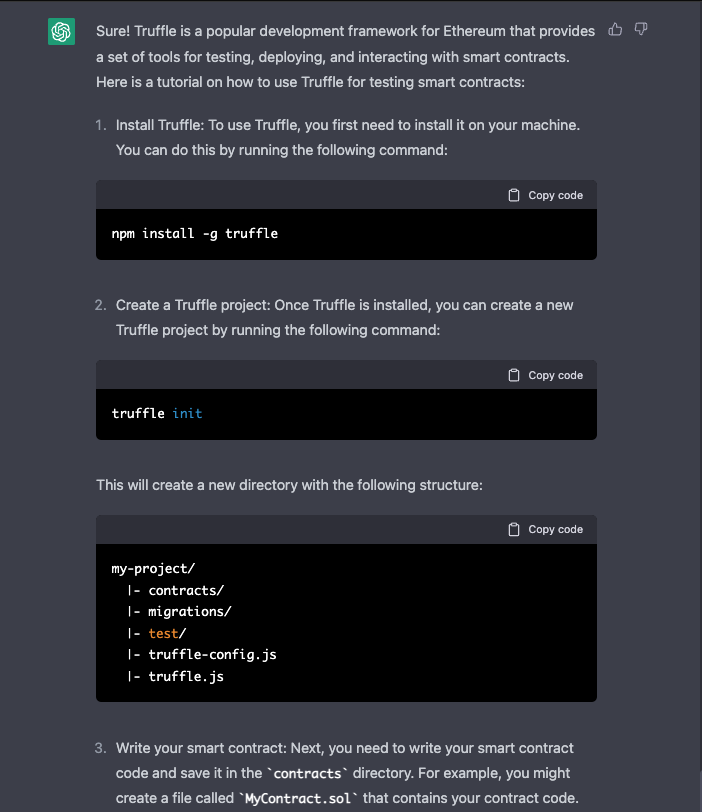 Sure! Truffle is a popular development framework for Ethereum that provides
a set of tools for testing, deploying, and interacting with smart contracts.
Here is a tutorial on how to use Truffle for testing smart contracts:
1. Install Truffle: To use Truffle, you first need to install it on your machine.
You can do this by running the following command:
Copy code
npm install -g truffle
2. Create a Truffle project: Once Truffle is installed, you can create a new
Truffle project by running the following command:
Copy code
truffle init
This will create a new directory with the following structure:
Copy code
my-project/
|- contracts/
|- migrations/
|- test/
|- truffle-config.js
|- truffle.js
3. Write your smart contract: Next, you need to write your smart contract
code and save it in the `contracts` directory. For example, you might
create a file called `MyContract.sol` that contains your contract code.